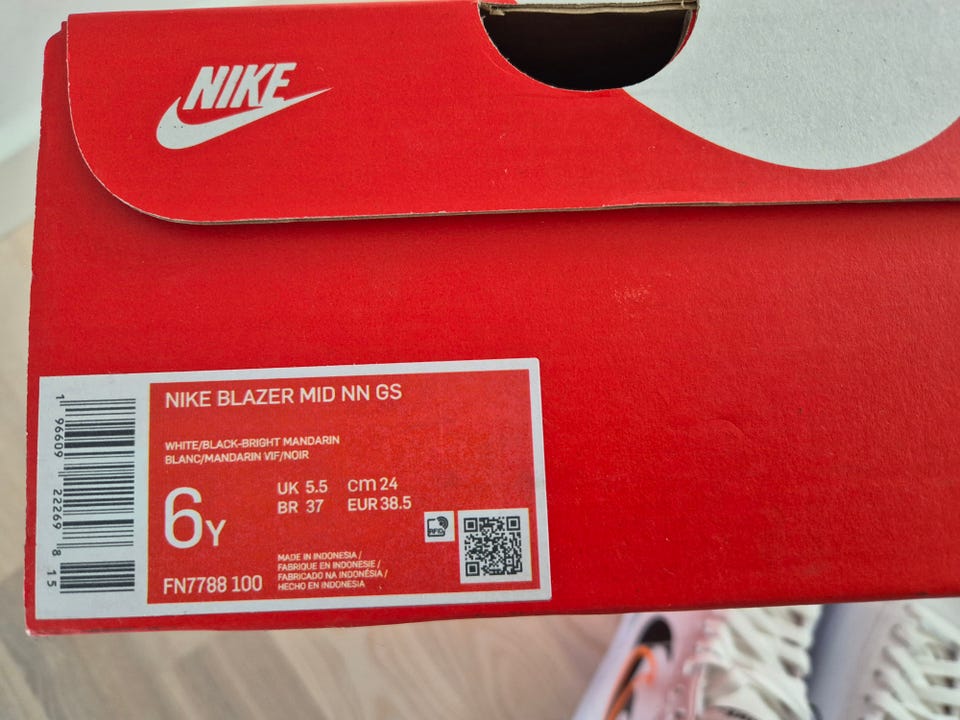 NIKE
NIKE BLAZER MID NN GS
WHITE/BLACK-BRIGHT MANDARIN
BLANC/MANDARIN VIF/NOIR
6Y
UK 5.5 cm 24
BR 37 EUR 38.5
MADE IN INDONESIA /
FABRIQUE EN INDONESIE /
FABRICADO NA INDONÉSIA /
HECHO EN INDONESIA
FN7788 100
RFID
1 96609 22269 8 15